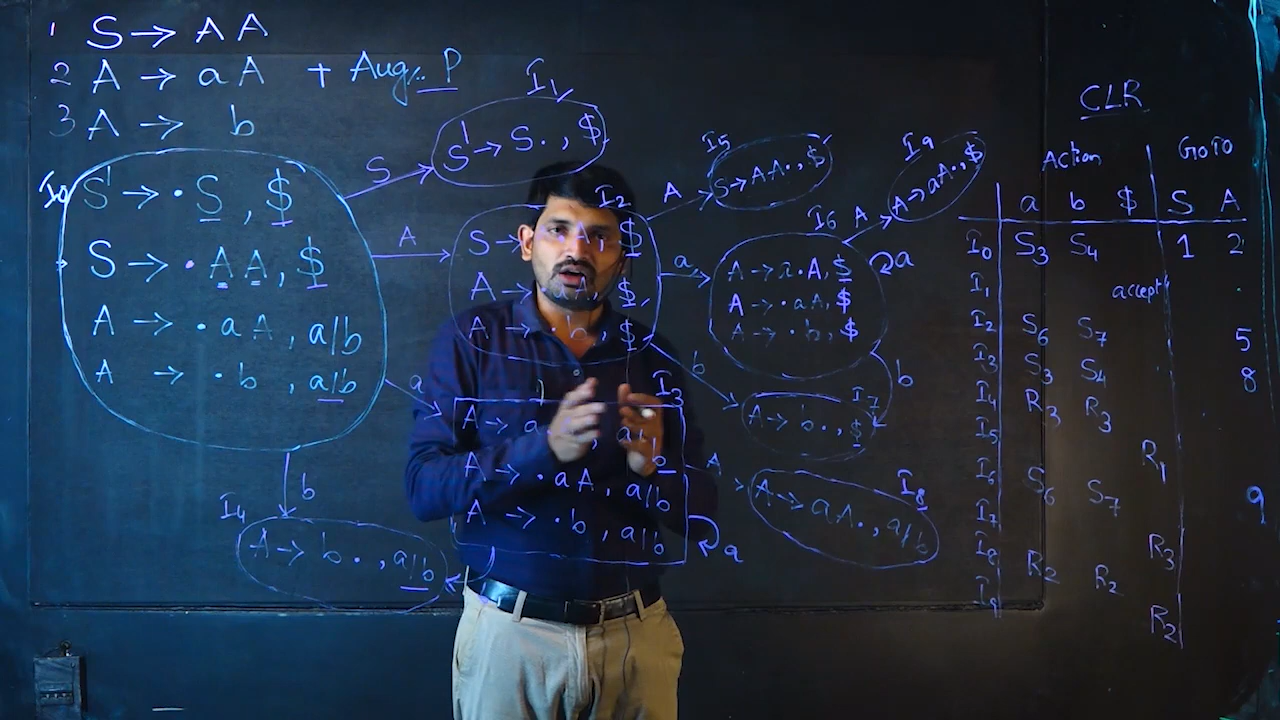 1 S → AA
2 A → aA + Aug. P
3 A → b
I0
S' → ·S, $
S → ·AA, $
A → ·aA, a|b
A → ·b, a|b
S
A
a
b
I1
S' → S·, $
I2
S → A, $
A → A, $,
A → ·b, $
A
a
b
I3
A → a , a|b
A → ·aA, a|b
A → ·b, a|b
A
a
I4
A → b·, a|b
I5
S → AA·, $
I6
A → a·A, $
A → ·aA, $
A → ·b, $
A
a
b
I7
A → b·, $
I8
A → aA·, a|b
I9
A → aA·, $
CLR
Action GOTO
a b $ S A
I0 S3 S4 1 2
I1 accept
I2 S6 S7 5
I3 S3 S4 8
I4 R3 R3
I5 R1
I6 S6 S7 9
I7 R3
I8 R2 R2
I9 R2